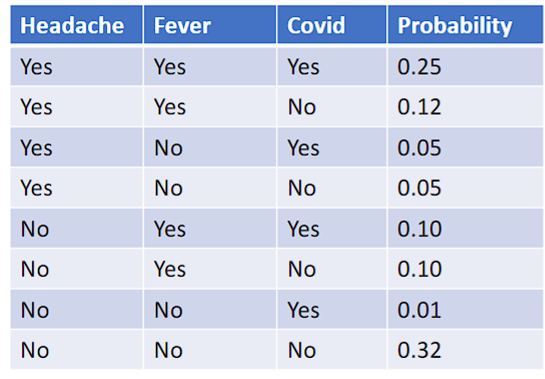 Headache Fever Covid Probability
Yes Yes Yes 0.25
Yes Yes No 0.12
Yes No Yes 0.05
Yes No No 0.05
No Yes Yes 0.10
No Yes No 0.10
No No Yes 0.01
No No No 0.32